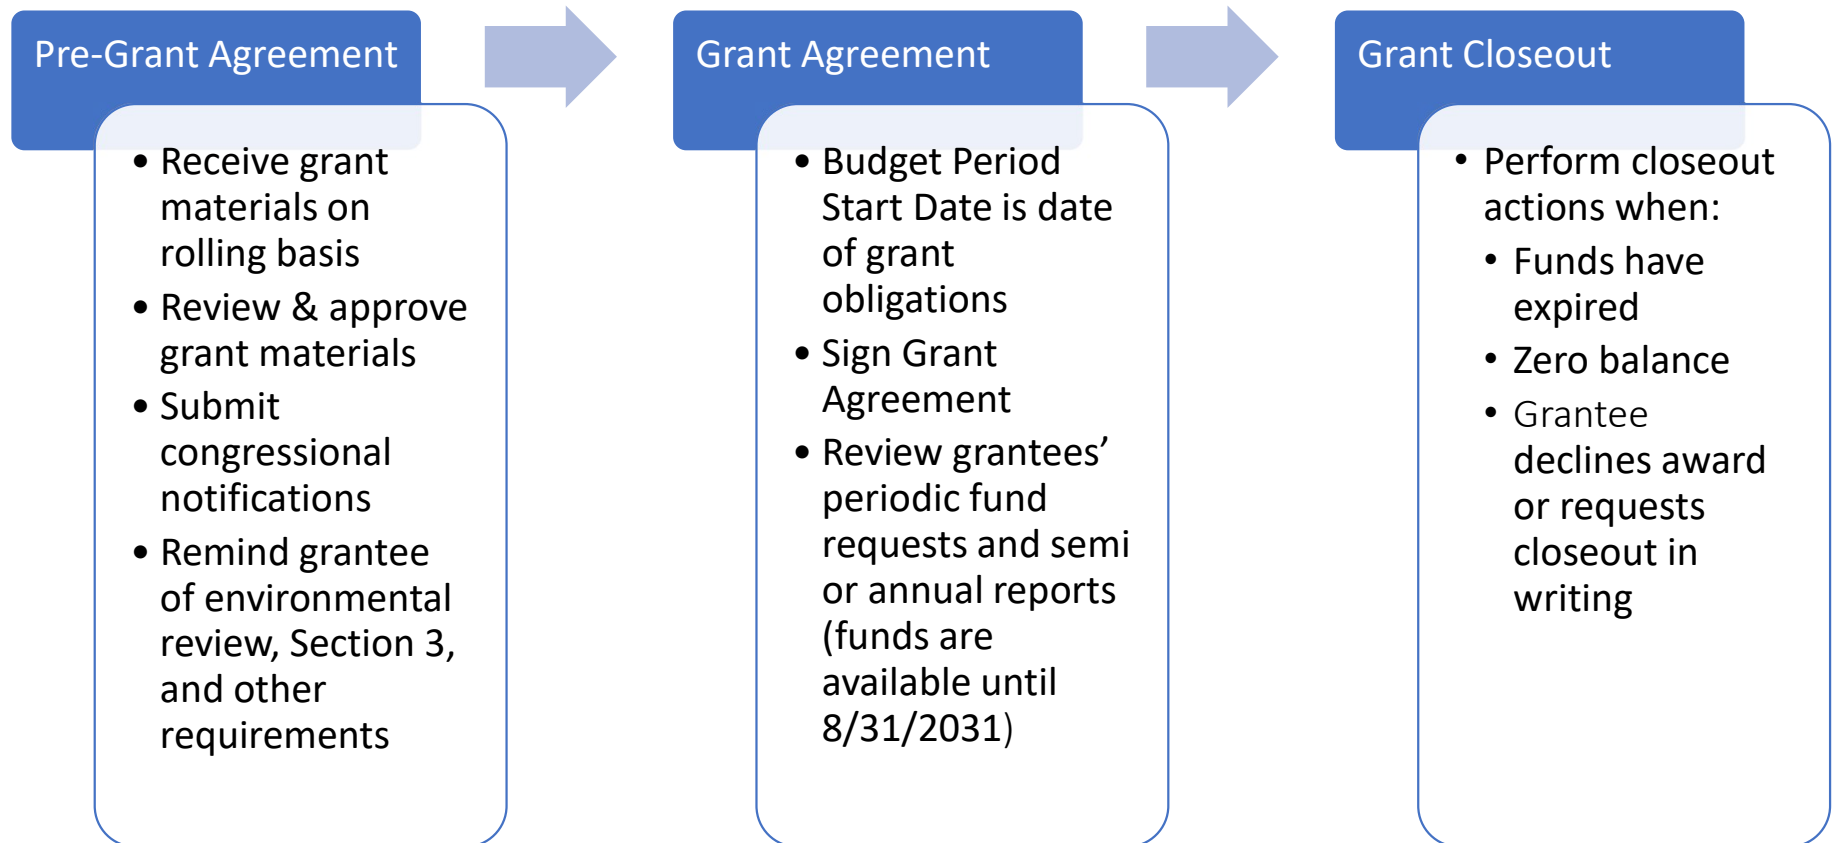 Pre-Grant Agreement
• Receive grant
materials on
rolling basis
• Review & approve
grant materials
• Submit
congressional
notifications
• Remind grantee
of environmental
review, Section 3,
and other
requirements
Grant Agreement
• Budget Period
Start Date is date
of grant
obligations
• Sign Grant
Agreement
• Review grantees’
periodic fund
requests and semi
or annual reports
(funds are
available until
8/31/2031)
Grant Closeout
• Perform closeout
actions when:
• Funds have
expired
• Zero balance
• Grantee
declines award
or requests
closeout in
writing